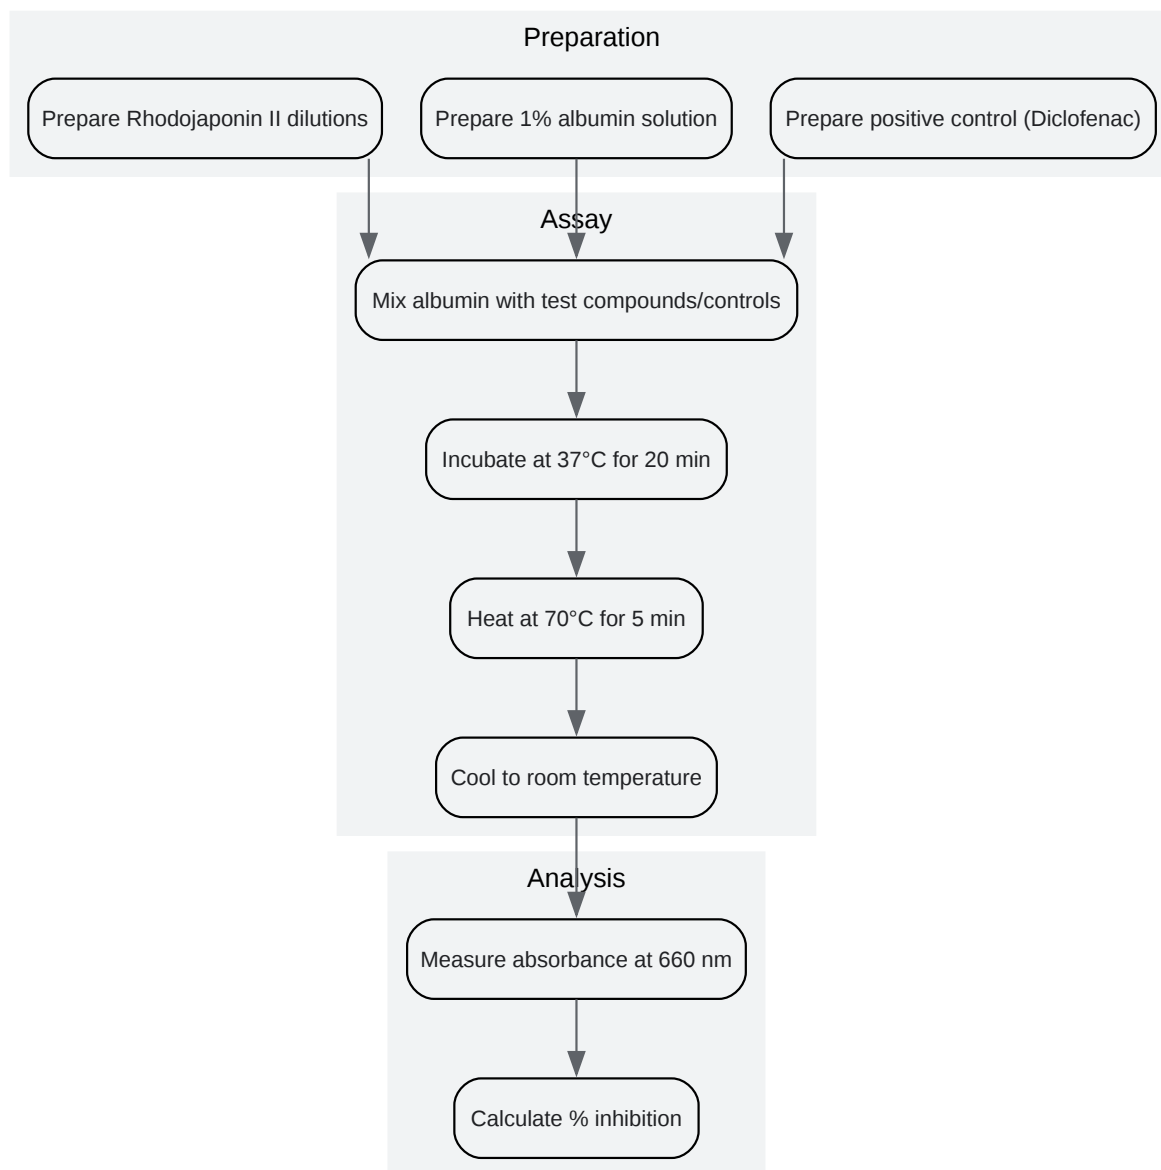 Preparation
Prepare Rhodojaponin II dilutions
Prepare 1% albumin solution
Prepare positive control (Diclofenac)
Assay
Mix albumin with test compounds/controls
Incubate at 37°C for 20 min
Heat at 70°C for 5 min
Cool to room temperature
Analysis
Measure absorbance at 660 nm
Calculate % inhibition